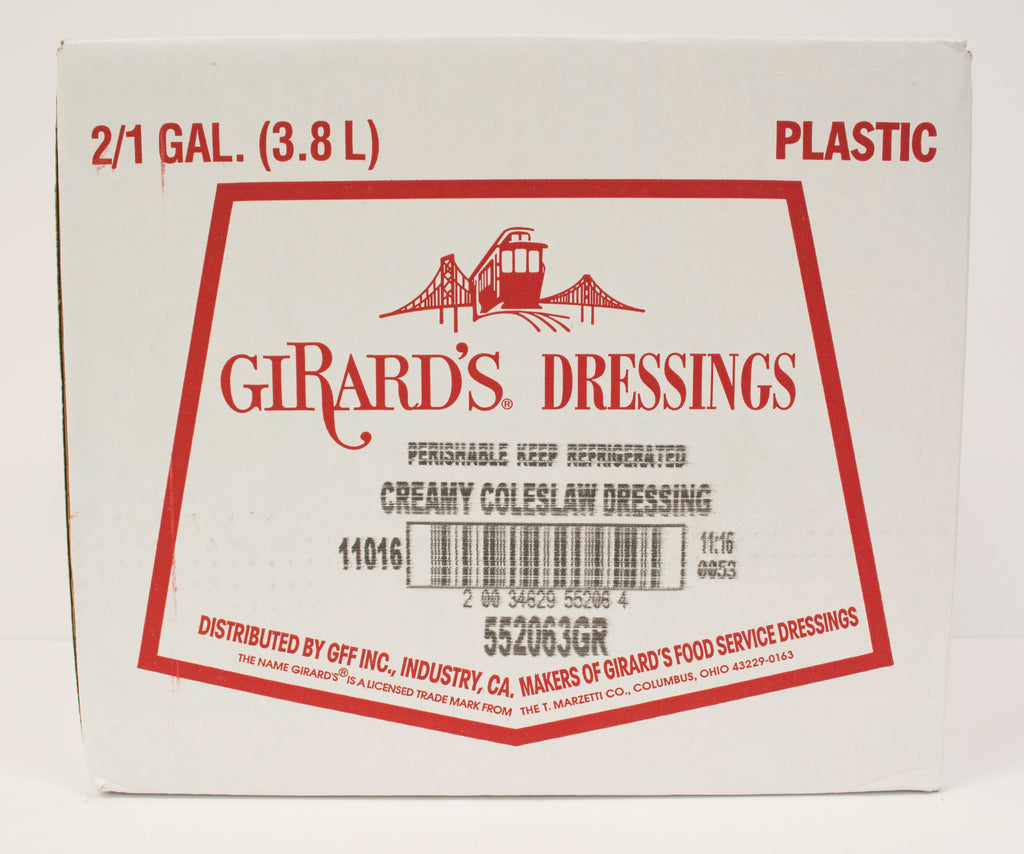 2/1 GAL. (3.8 L)
PLASTIC
GIRARD'S® DRESSINGS
PERISHABLE KEEP REFRIGERATED
CREAMY COLESLAW DRESSING
11016
11:16
0053
2 00 34629 55206 4
552063GR
DISTRIBUTED BY GFF INC., INDUSTRY, CA. MAKERS OF GIRARD'S FOOD SERVICE DRESSINGS
THE NAME GIRARD'S® IS A LICENSED TRADE MARK FROM THE T. MARZETTI CO., COLUMBUS, OHIO 43229-0163